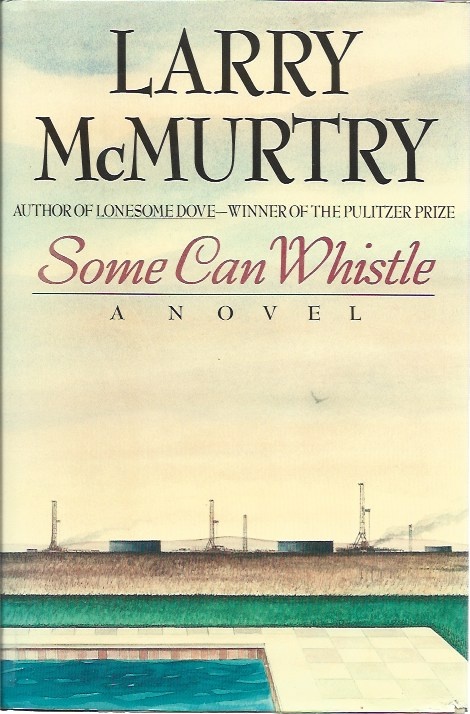 LARRY
McMURTRY
AUTHOR OF LONESOME DOVE—WINNER OF THE PULITZER PRIZE
Some Can Whistle
A NOVEL